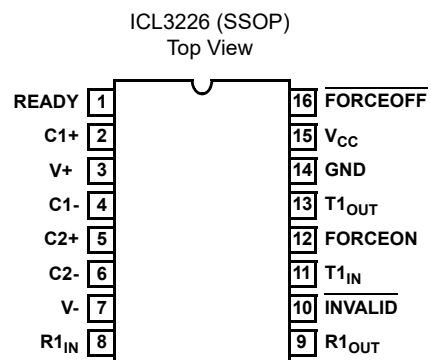 ICL3226 (SSOP)
Top View
READY 1 16 FORCEOFF
C1+ 2 15 VCC
V+ 3 14 GND
C1- 4 13 T1OUT
C2+ 5 12 FORCEON
C2- 6 11 T1IN
V- 7 10 INVALID
R1IN 8 9 R1OUT